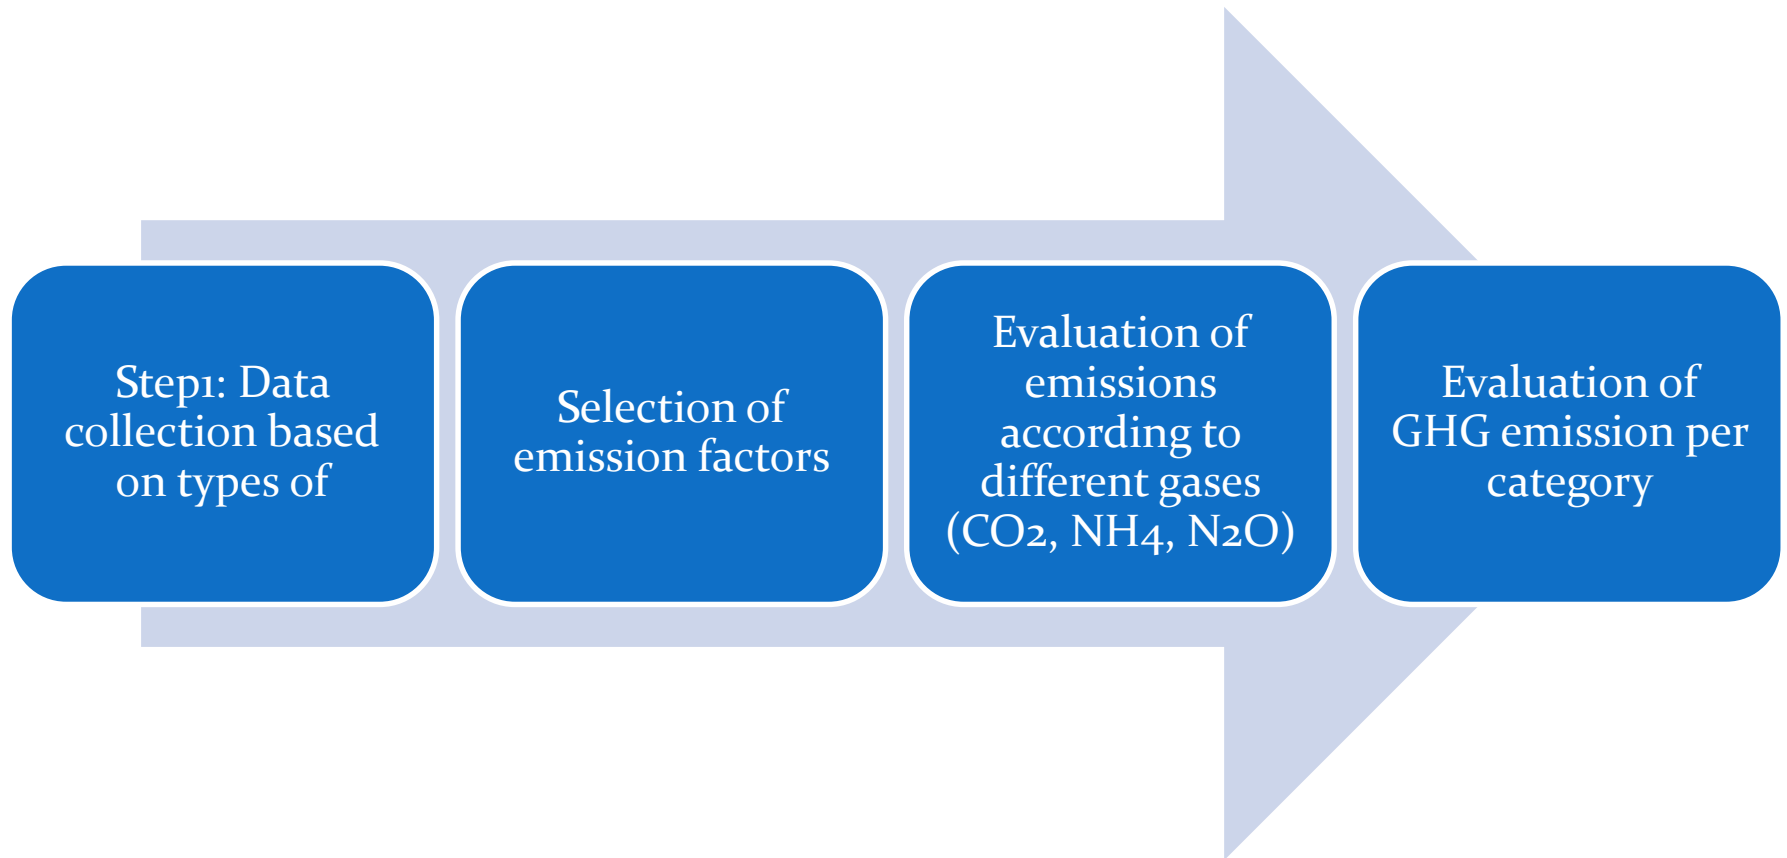 Step1: Data
collection based
on types of
Selection of
emission factors
Evaluation of
emissions
according to
different gases
(CO2, NH4, N2O)
Evaluation of
GHG emission per
category